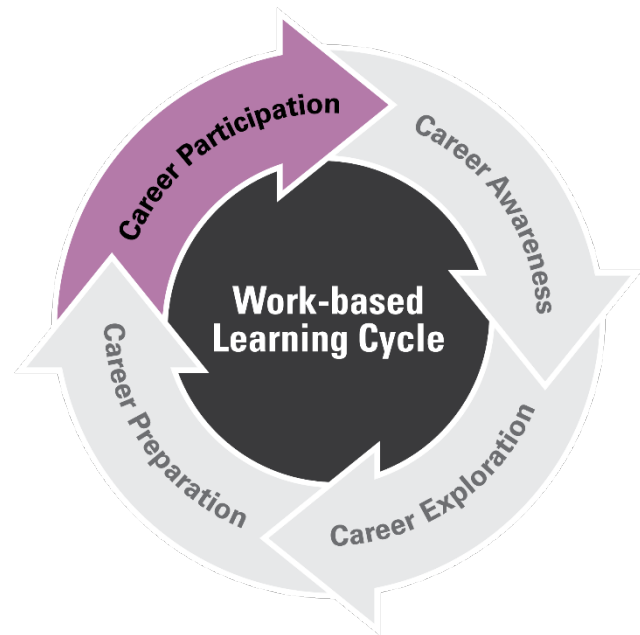 Career Participation
Career Awareness
Career Exploration
Career Preparation
Work-based
Learning Cycle